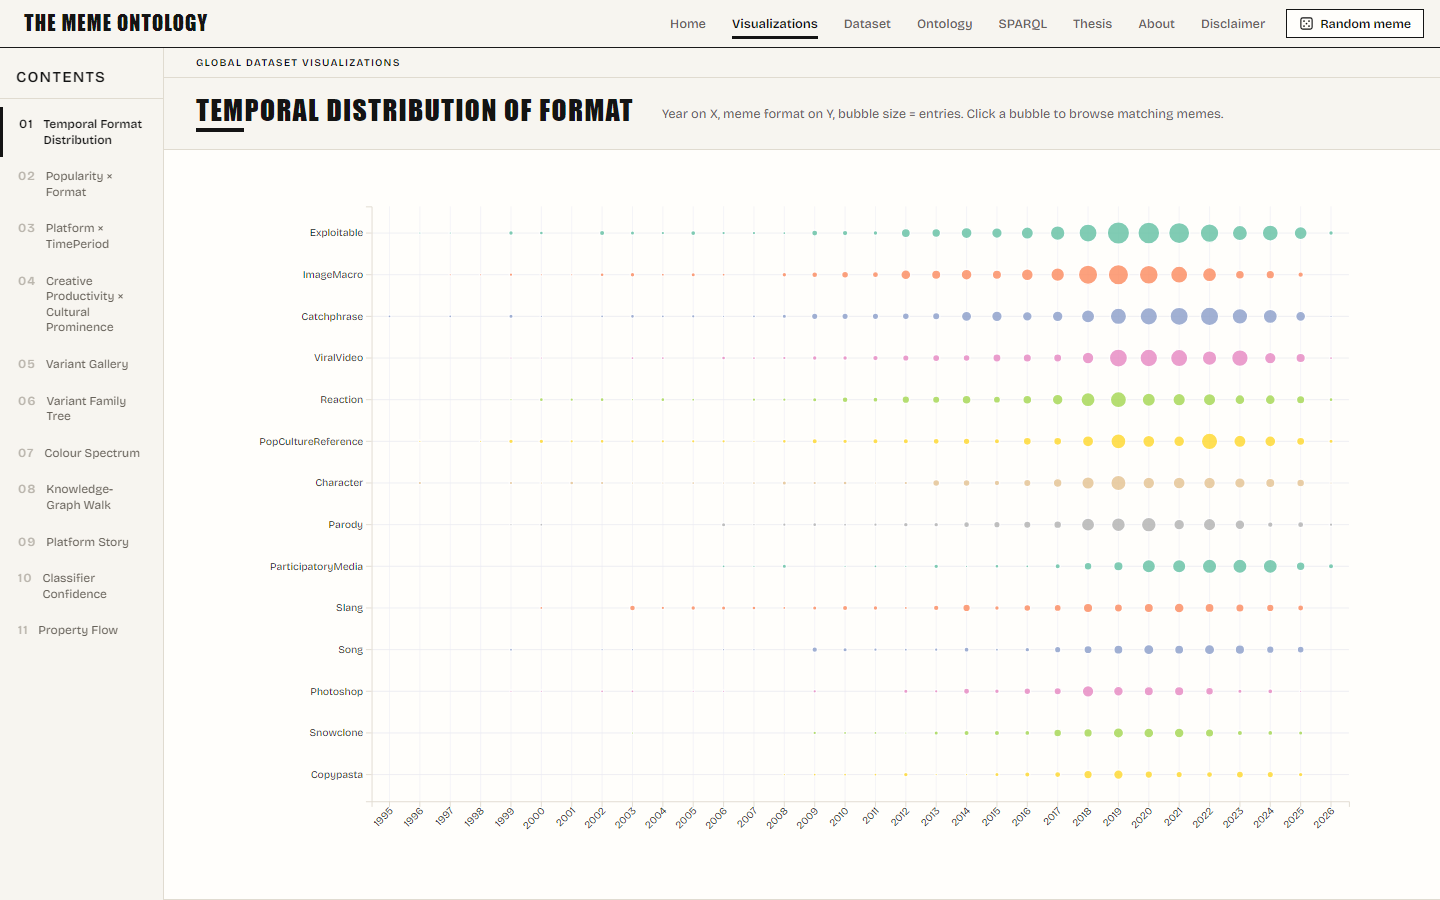 THE MEME ONTOLOGY
Home Visualizations Dataset Ontology SPARQL Thesis About Disclaimer Random meme
CONTENTS
01 Temporal Format
Distribution
02 Popularity ×
Format
03 Platform ×
TimePeriod
04 Creative
Productivity ×
Cultural
Prominence
05 Variant Gallery
06 Variant Family
Tree
07 Colour Spectrum
08 Knowledge-
Graph Walk
09 Platform Story
10 Classifier
Confidence
11 Property Flow
GLOBAL DATASET VISUALIZATIONS
TEMPORAL DISTRIBUTION OF FORMAT
Year on X, meme format on Y, bubble size = entries. Click a bubble to browse matching memes.
Exploitable
ImageMacro
Catchphrase
ViralVideo
Reaction
PopCultureReference
Character
Parody
ParticipatoryMedia
Slang
Song
Photoshop
Snowclone
Copypasta
1995 1996 1997 1998 1999 2000 2001 2002 2003 2004 2005 2006 2007 2008 2009 2010 2011 2012 2013 2014 2015 2016 2017 2018 2019 2020 2021 2022 2023 2024 2025 2026